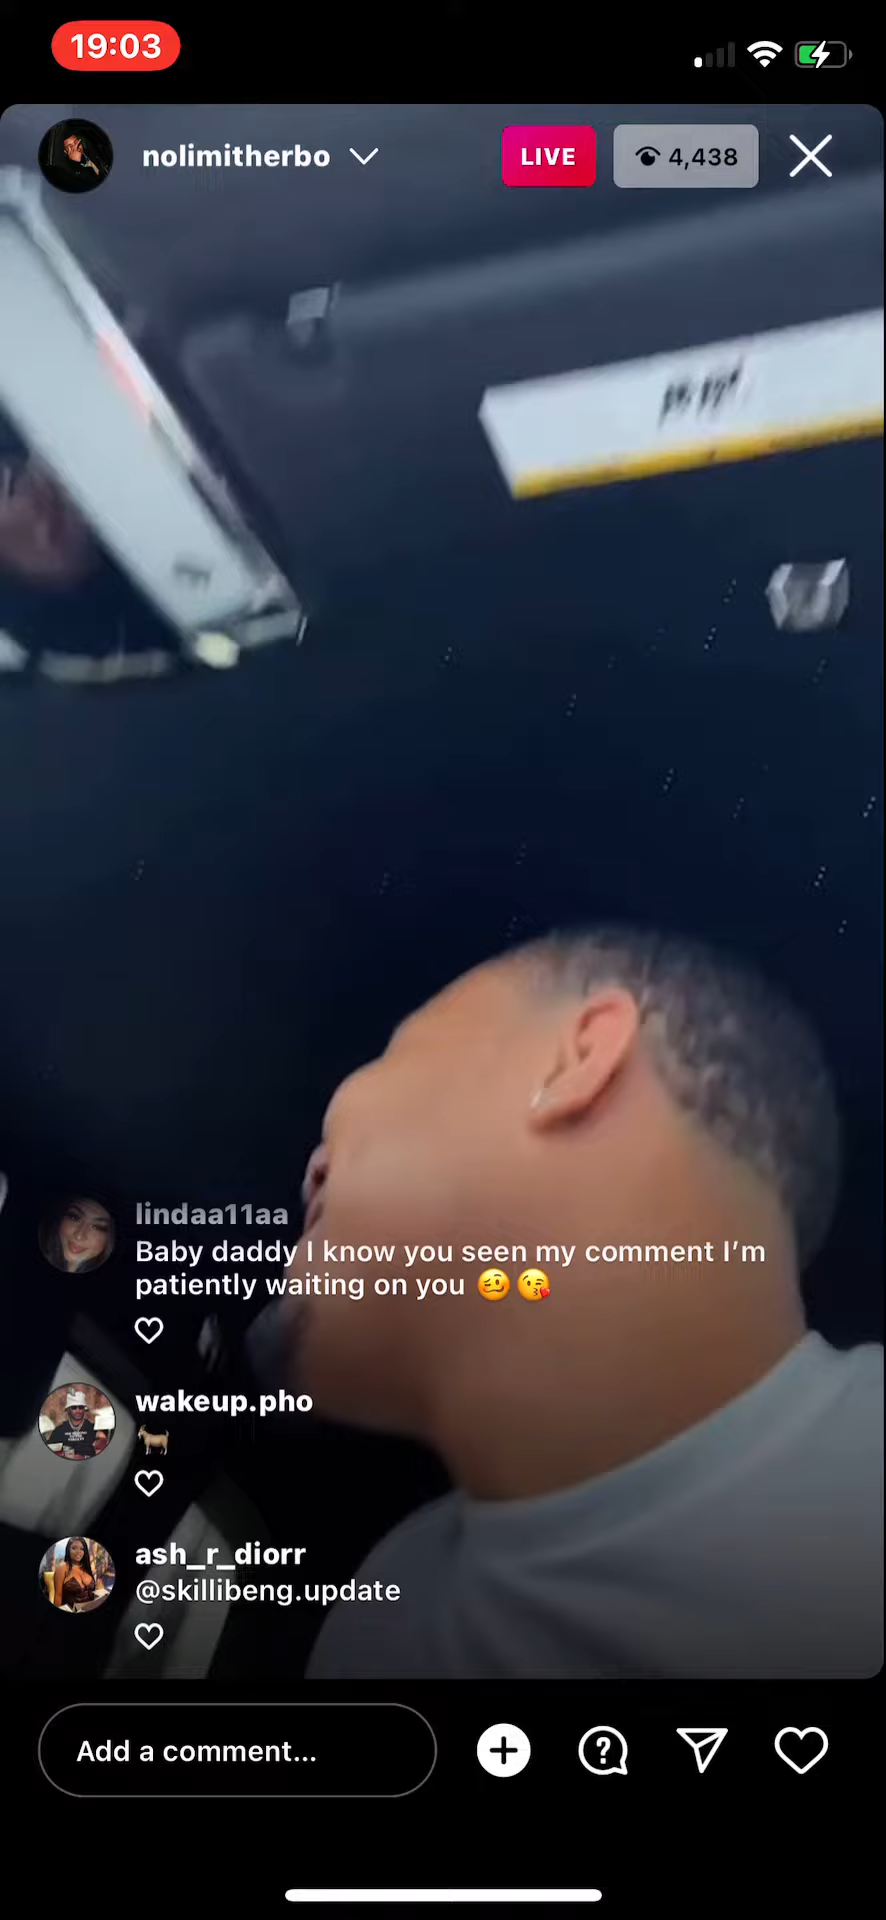 19:03
nolimitherbo
LIVE
4,438
lindaa11aa
Baby daddy I know you seen my comment I’m
patiently waiting on you 🥴😘
wakeup.pho
🐐
ash_r_diorr
@skillibeng.update
Add a comment...